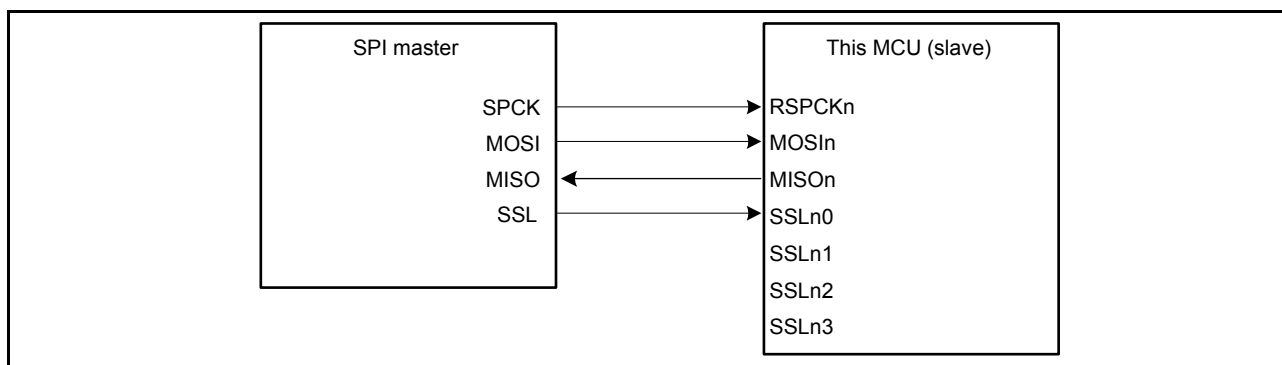 SPI master
SPCK
MOSI
MISO
SSL
This MCU (slave)
RSPCKn
MOSIn
MISOn
SSLn0
SSLn1
SSLn2
SSLn3